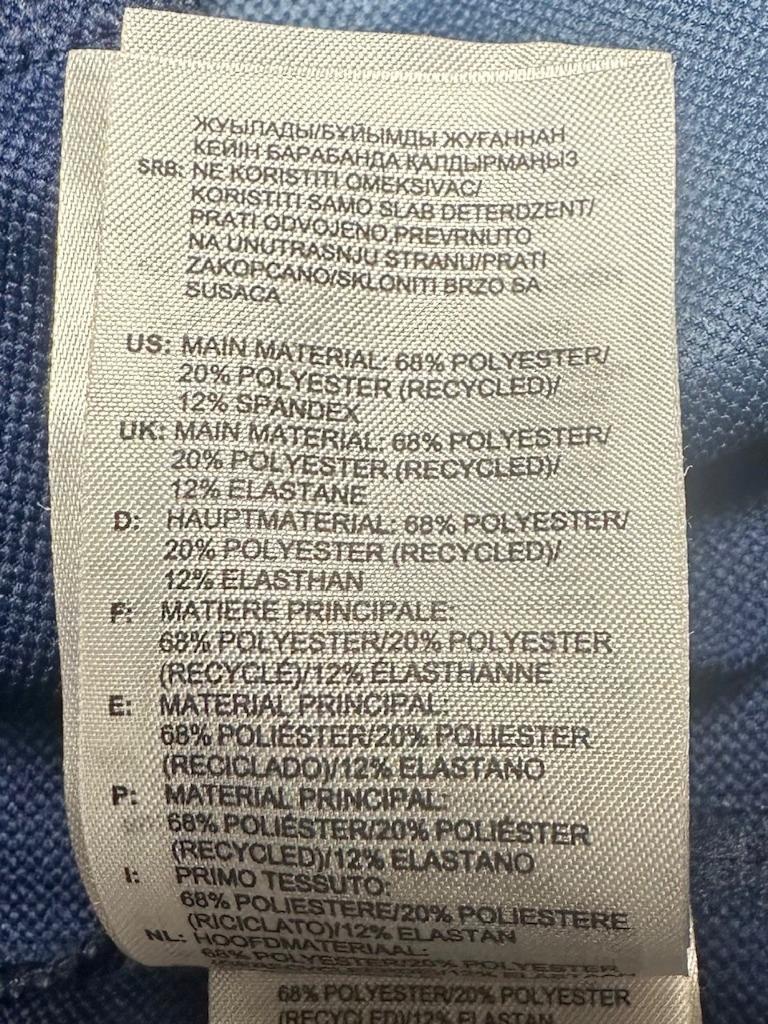 ЖУЫЛАДЫ/БҰЙЫМДЫ ЖУҒАННАН
КЕЙІН БАРАБАНДА ҚАЛДЫРМАҢЫЗ
SRB: NE KORISTITI OMEKSIVAC/
KORISTITI SAMO SLAB DETERDZENT/
PRATI ODVOJENO,PREVRNUTO
NA UNUTRASNJU STRANU/PRATI
ZAKOPCANO/SKLONITI BRZO SA
SUSACA
US: MAIN MATERIAL: 68% POLYESTER/
20% POLYESTER (RECYCLED)/
12% SPANDEX
UK: MAIN MATERIAL: 68% POLYESTER/
20% POLYESTER (RECYCLED)/
12% ELASTANE
D: HAUPTMATERIAL: 68% POLYESTER/
20% POLYESTER (RECYCLED)/
12% ELASTHAN
F: MATIERE PRINCIPALE:
68% POLYESTER/20% POLYESTER
(RECYCLÉ)/12% ÉLASTHANNE
E: MATERIAL PRINCIPAL:
68% POLIÉSTER/20% POLIESTER
(RECICLADO)/12% ELASTANO
P: MATERIAL PRINCIPAL:
68% POLIÉSTER/20% POLIÉSTER
(RECYCLED)/12% ELASTANO
I: PRIMO TESSUTO:
68% POLIESTERE/20% POLIESTERE
(RICICLATO)/12% ELASTAN
NL: HOOFDMATERIAAL:
68% POLYESTER/20% POLYESTER
68% POLYESTER/20% POLYESTER
(RECYCLED)/12% ELASTAN